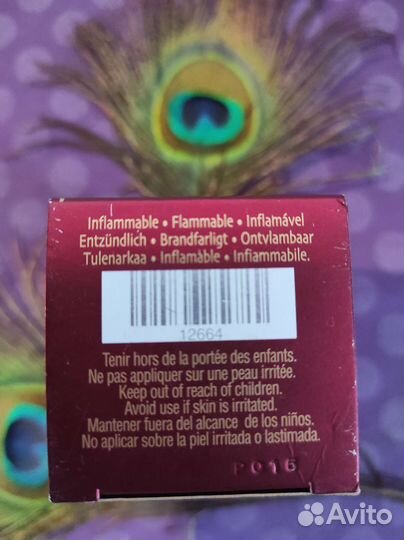 Inflammable • Flammable • Inflamável
Entzündlich • Brandfarligt • Ontvlambaar
Tulenarkaa • Inflamàble • Infiammabile.
12664
Tenir hors de la portée des enfants.
Ne pas appliquer sur une peau irritée.
Keep out of reach of children.
Avoid use if skin is irritated.
Mantener fuera del alcance de los niños.
No aplicar sobre la piel irritada o lastimada.
P016
Avito